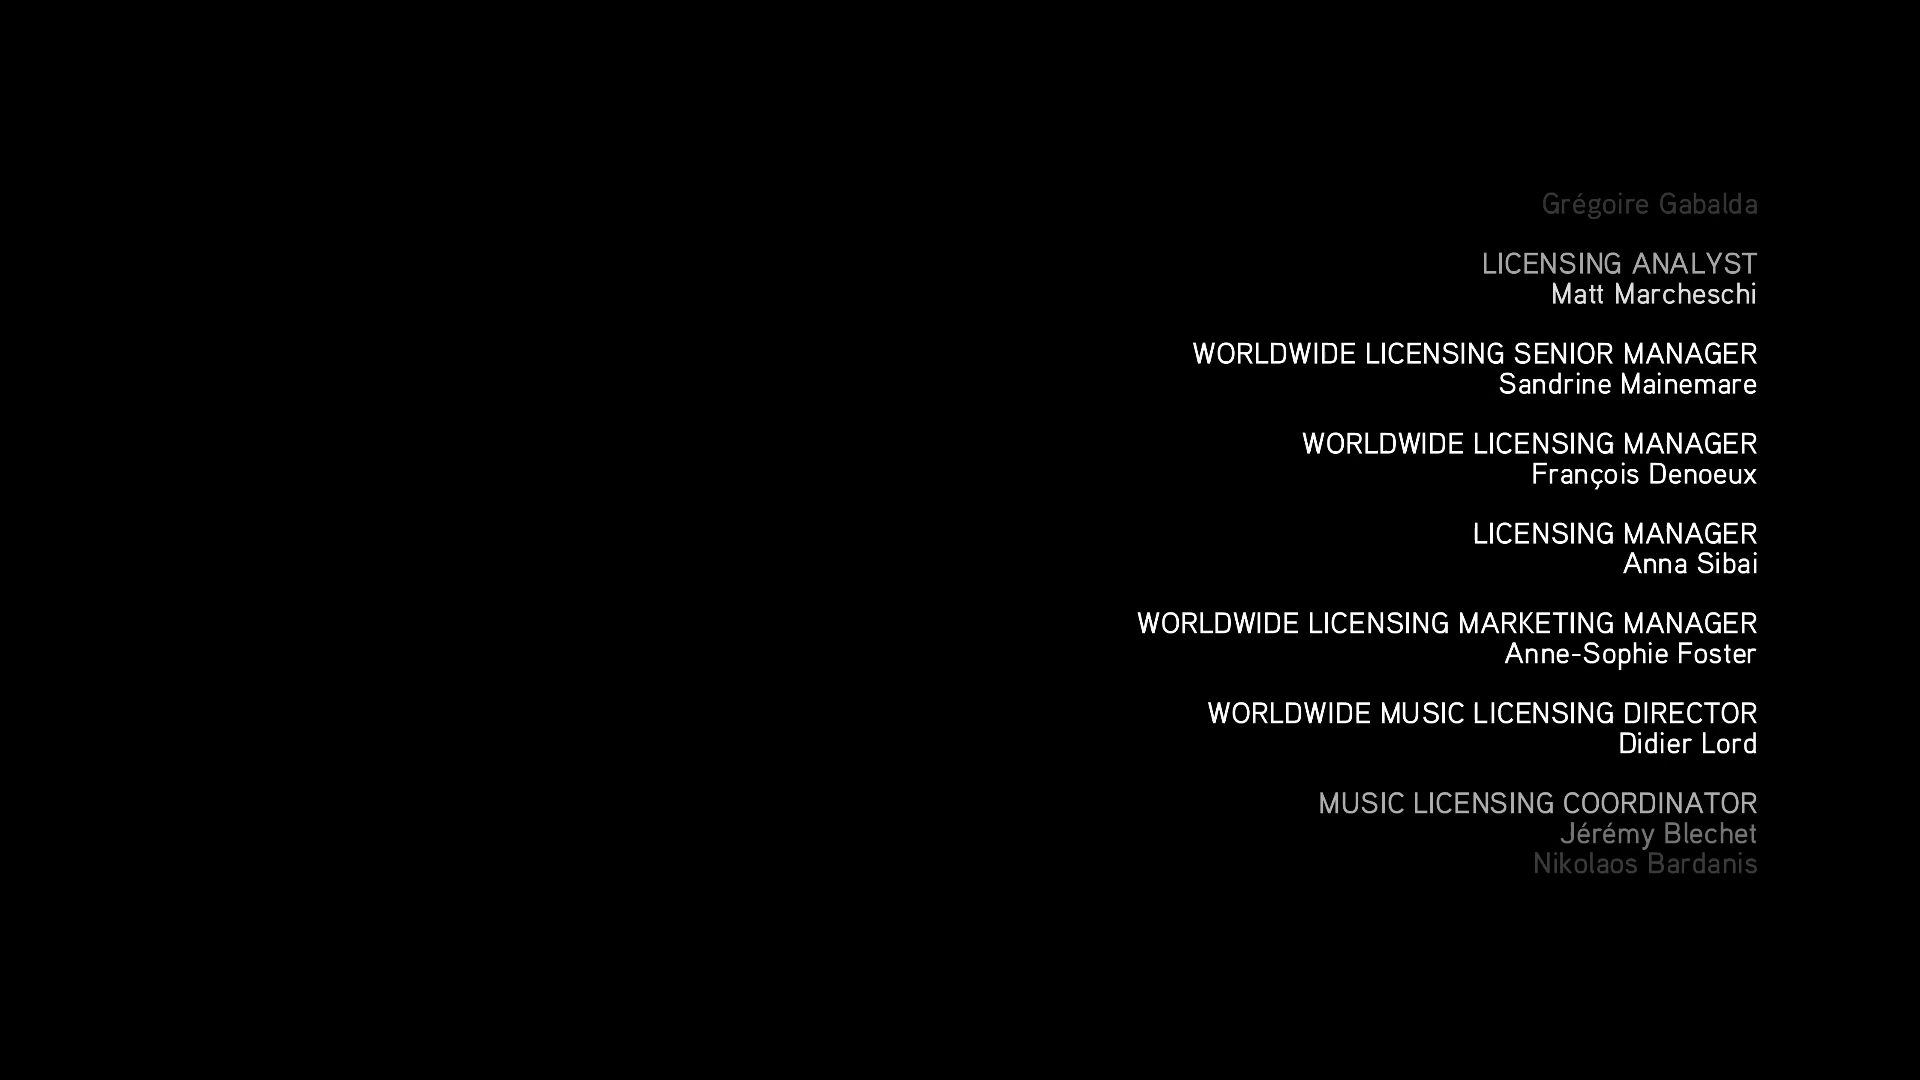 Grégoire Gabalda
LICENSING ANALYST
Matt Marcheschi
WORLDWIDE LICENSING SENIOR MANAGER
Sandrine Mainemare
WORLDWIDE LICENSING MANAGER
François Denoeux
LICENSING MANAGER
Anna Sibai
WORLDWIDE LICENSING MARKETING MANAGER
Anne-Sophie Foster
WORLDWIDE MUSIC LICENSING DIRECTOR
Didier Lord
MUSIC LICENSING COORDINATOR
Jérémy Blechet
Nikolaos Bardanis